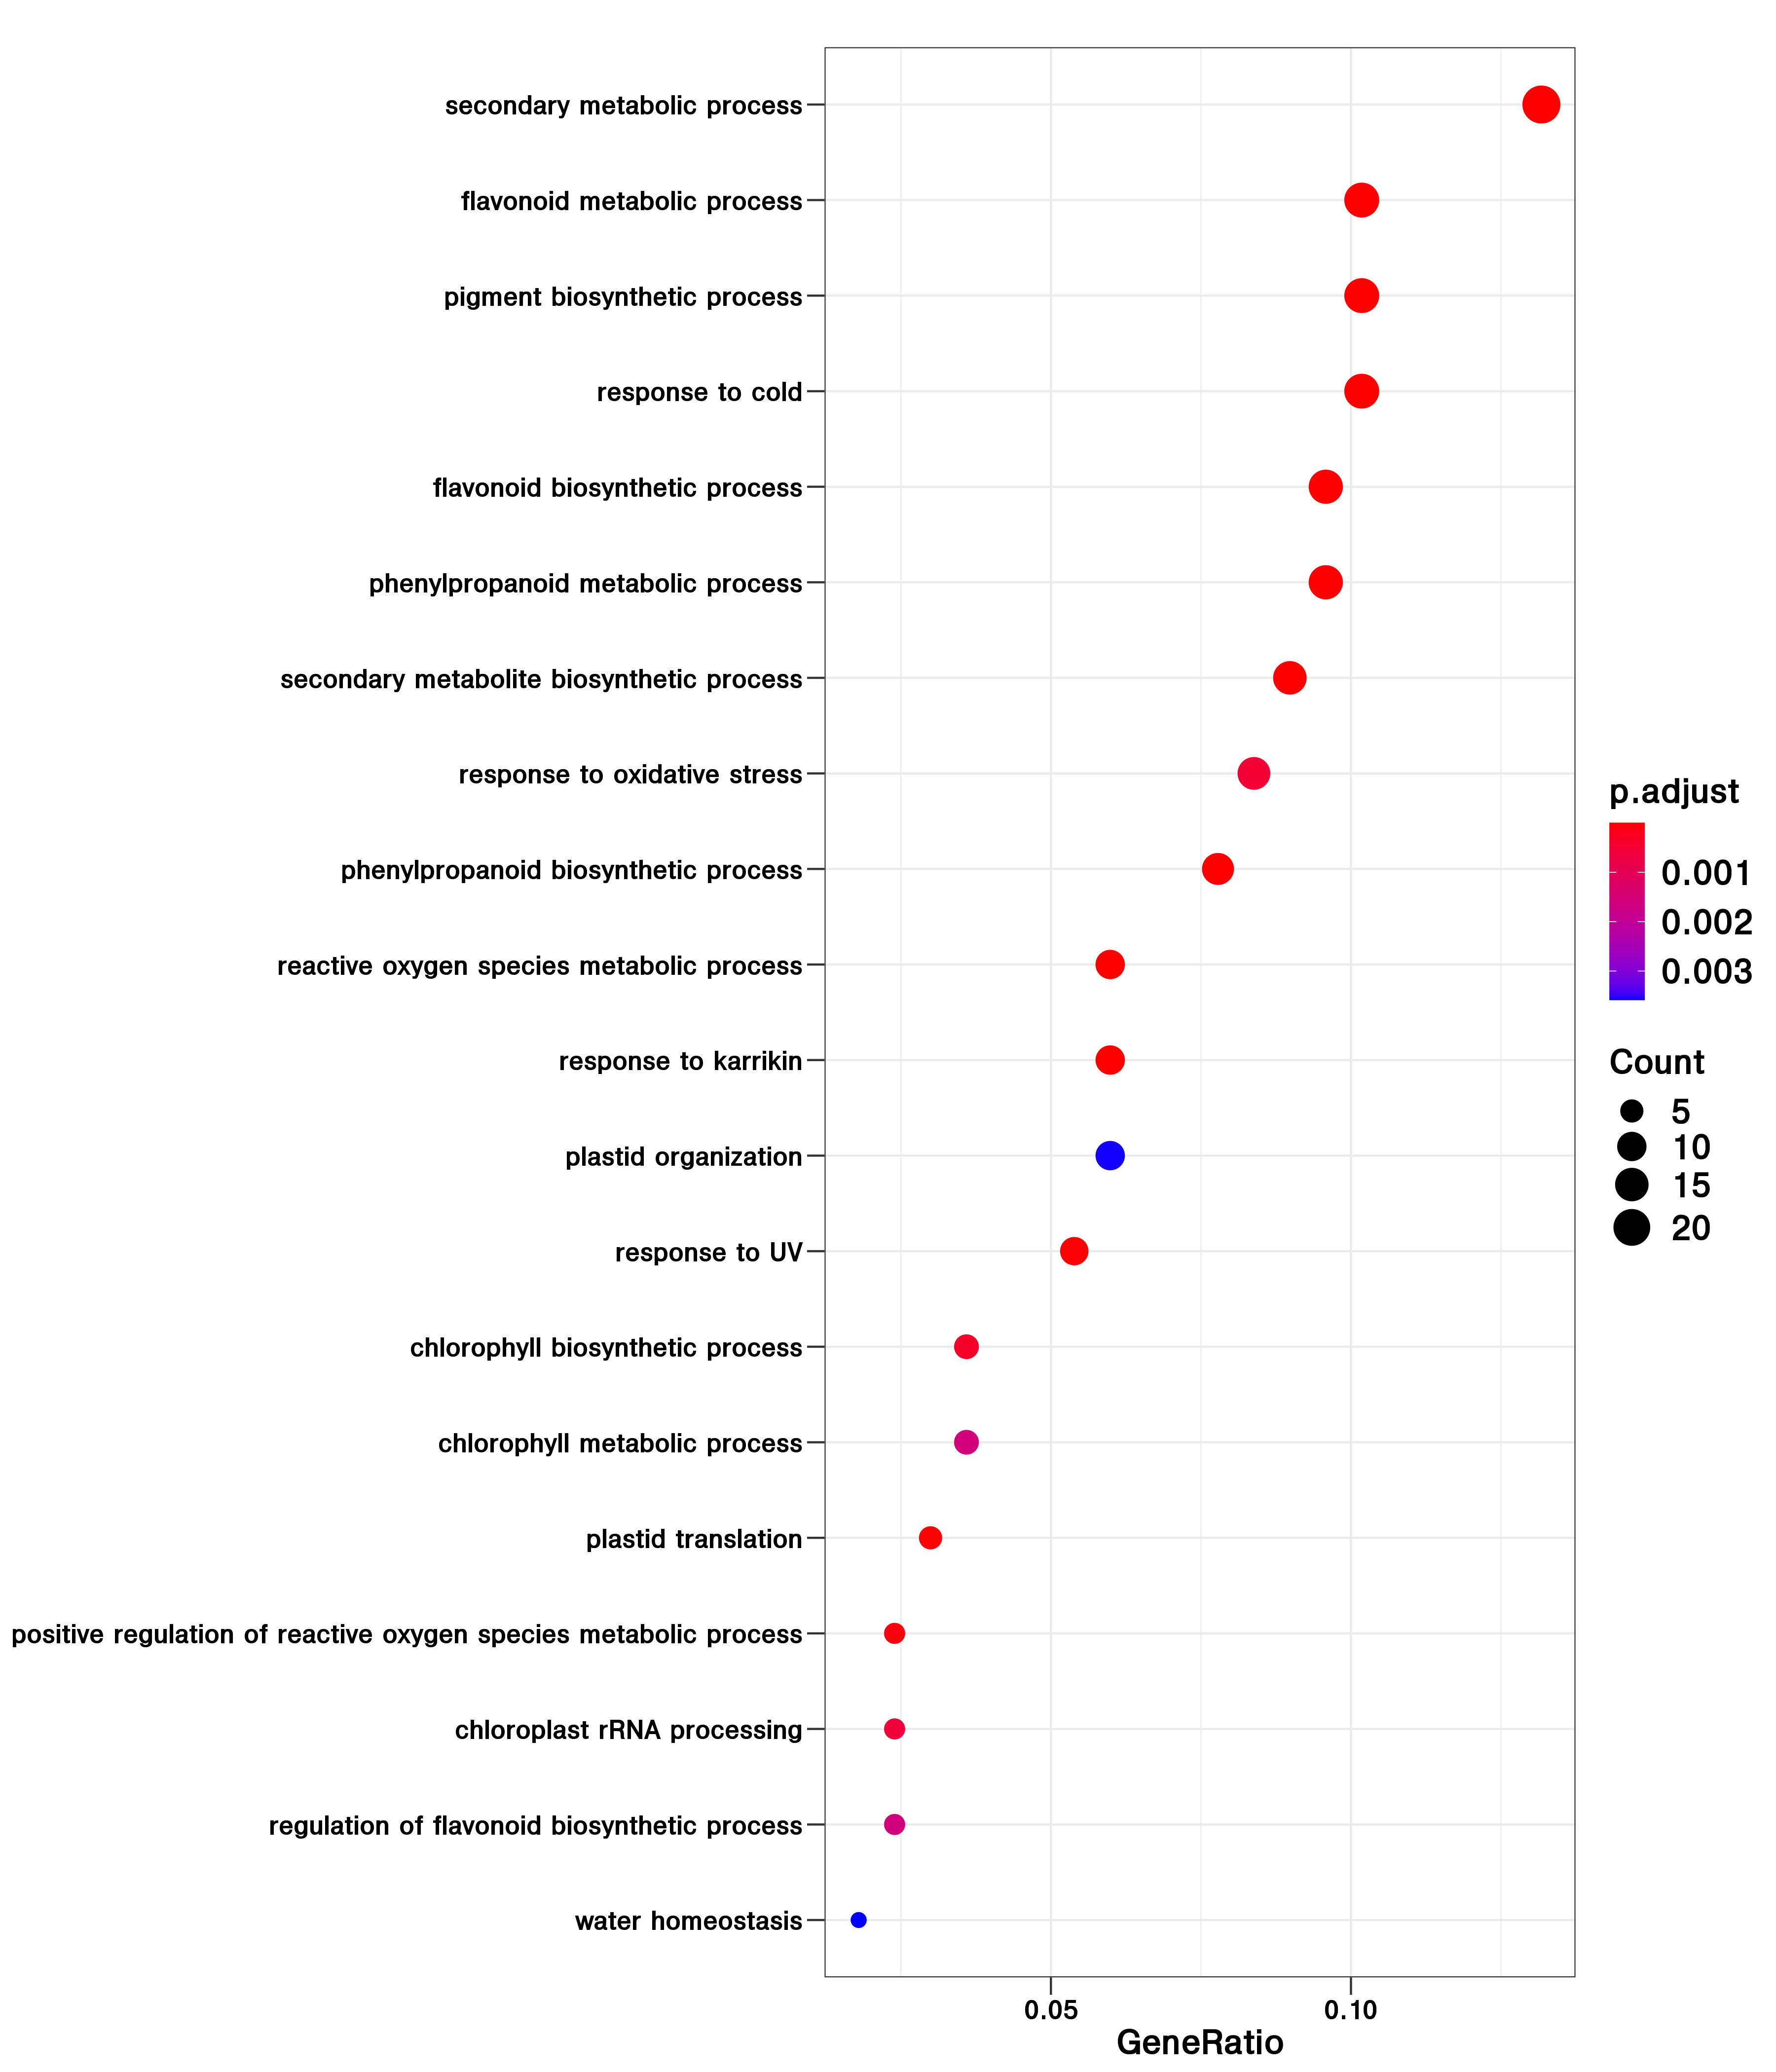 secondary metabolic process
flavonoid metabolic process
pigment biosynthetic process
response to cold
flavonoid biosynthetic process
phenylpropanoid metabolic process
secondary metabolite biosynthetic process
response to oxidative stress
phenylpropanoid biosynthetic process
reactive oxygen species metabolic process
response to karrikin
plastid organization
response to UV
chlorophyll biosynthetic process
chlorophyll metabolic process
plastid translation
positive regulation of reactive oxygen species metabolic process
chloroplast rRNA processing
regulation of flavonoid biosynthetic process
water homeostasis
0.05 0.10
GeneRatio
p.adjust
0.001
0.002
0.003
Count
5
10
15
20